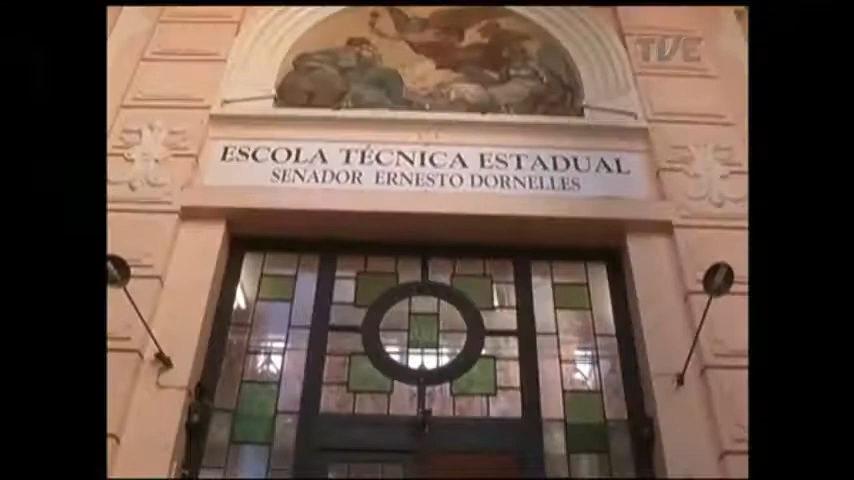 TVE
ESCOLA TÉCNICA ESTADUAL
SENADOR ERNESTO DORNELLES